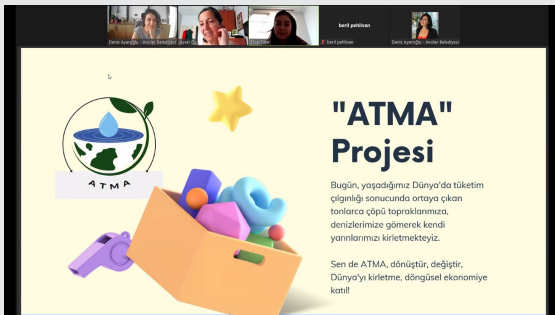 beril pehlivan
Deniz Ayaroğlu - Avcılar Belediyesi
beril pehlivan
Deniz Ayaroğlu - Avcılar Belediyesi
"ATMA"
Projesi
ATMA
Bugün, yaşadığımız Dünya'da tüketim
çılgınlığı sonucunda ortaya çıkan
tonlarca çöpü topraklarımıza,
denizlerimize gömerek kendi
yarınlarımızı kirletmekteyiz.
Sen de ATMA, dönüştür, değiştir,
Dünya'yı kirletme, döngüsel ekonomiye
katıl!